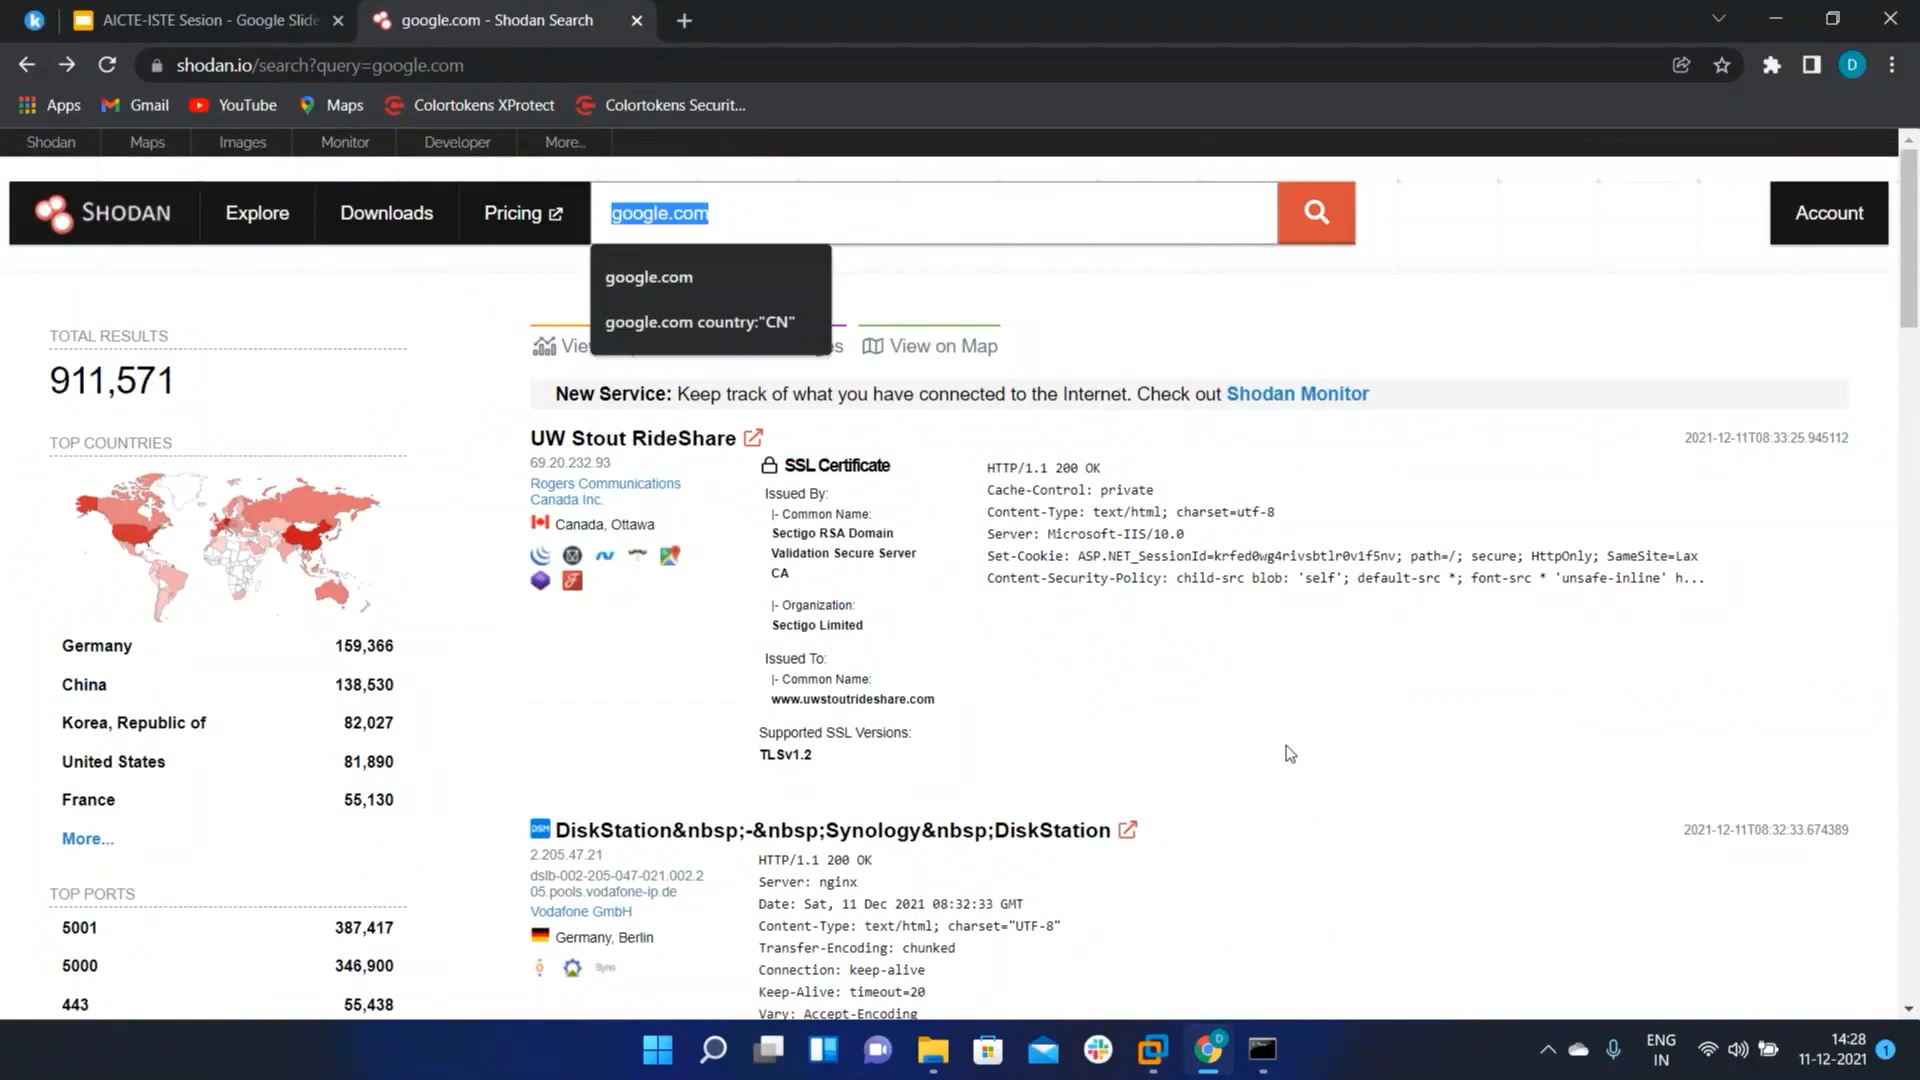 AICTE-ISTE Sesion - Google Slide
google.com - Shodan Search
shodan.io/search?query=google.com
D
Apps
Gmail
YouTube
Maps
Colortokens XProtect
Colortokens Securit...
Shodan
Maps
Images
Monitor
Developer
More...
SHODAN
Explore
Downloads
Pricing
google.com
Account
google.com
google.com country:"CN"
View on Map
TOTAL RESULTS
911,571
New Service: Keep track of what you have connected to the Internet. Check out Shodan Monitor
TOP COUNTRIES
Germany 159,366
China 138,530
Korea, Republic of 82,027
United States 81,890
France 55,130
More...
TOP PORTS
5001 387,417
5000 346,900
443 55,438
UW Stout RideShare
2021-12-11T08:33:25.945112
69.20.232.93
Rogers Communications
Canada Inc.
Canada, Ottawa
SSL Certificate
Issued By:
|- Common Name:
Sectigo RSA Domain
Validation Secure Server
CA
|- Organization:
Sectigo Limited
Issued To:
|- Common Name:
www.uwstoutrideshare.com
Supported SSL Versions:
TLSv1.2
HTTP/1.1 200 OK
Cache-Control: private
Content-Type: text/html; charset=utf-8
Server: Microsoft-IIS/10.0
Set-Cookie: ASP.NET_SessionId=krfed0wg4rivsbtlr0v1f5nv; path=/; secure; HttpOnly; SameSite=Lax
Content-Security-Policy: child-src blob: 'self'; default-src *; font-src * 'unsafe-inline' h...
DiskStation&nbsp;-&nbsp;Synology&nbsp;DiskStation
2021-12-11T08:32:33.674389
2.205.47.21
dslb-002-205-047-021.002.2
05.pools.vodafone-ip.de
Vodafone GmbH
Germany, Berlin
Syno
HTTP/1.1 200 OK
Server: nginx
Date: Sat, 11 Dec 2021 08:32:33 GMT
Content-Type: text/html; charset="UTF-8"
Transfer-Encoding: chunked
Connection: keep-alive
Keep-Alive: timeout=20
Vary: Accept-Encoding
ENG
IN
14:28
11-12-2021
1